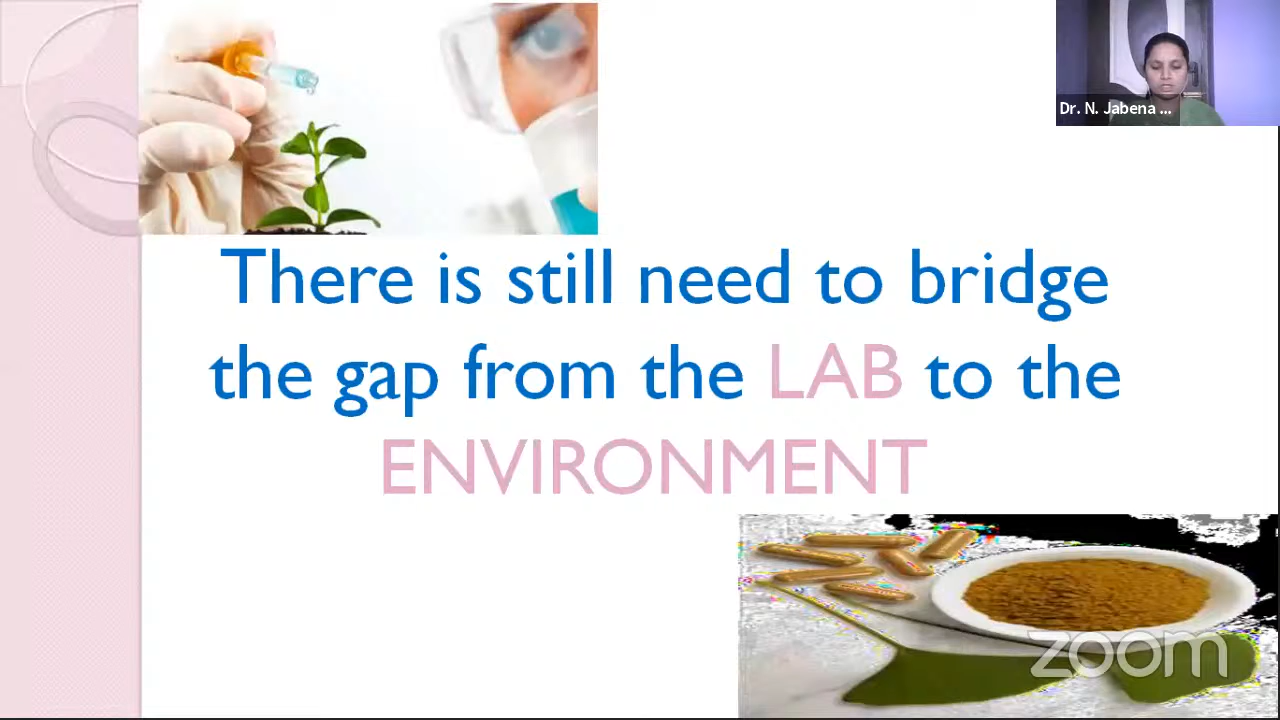 Dr. N. Jabena ...
There is still need to bridge
the gap from the LAB to the
ENVIRONMENT
zoom